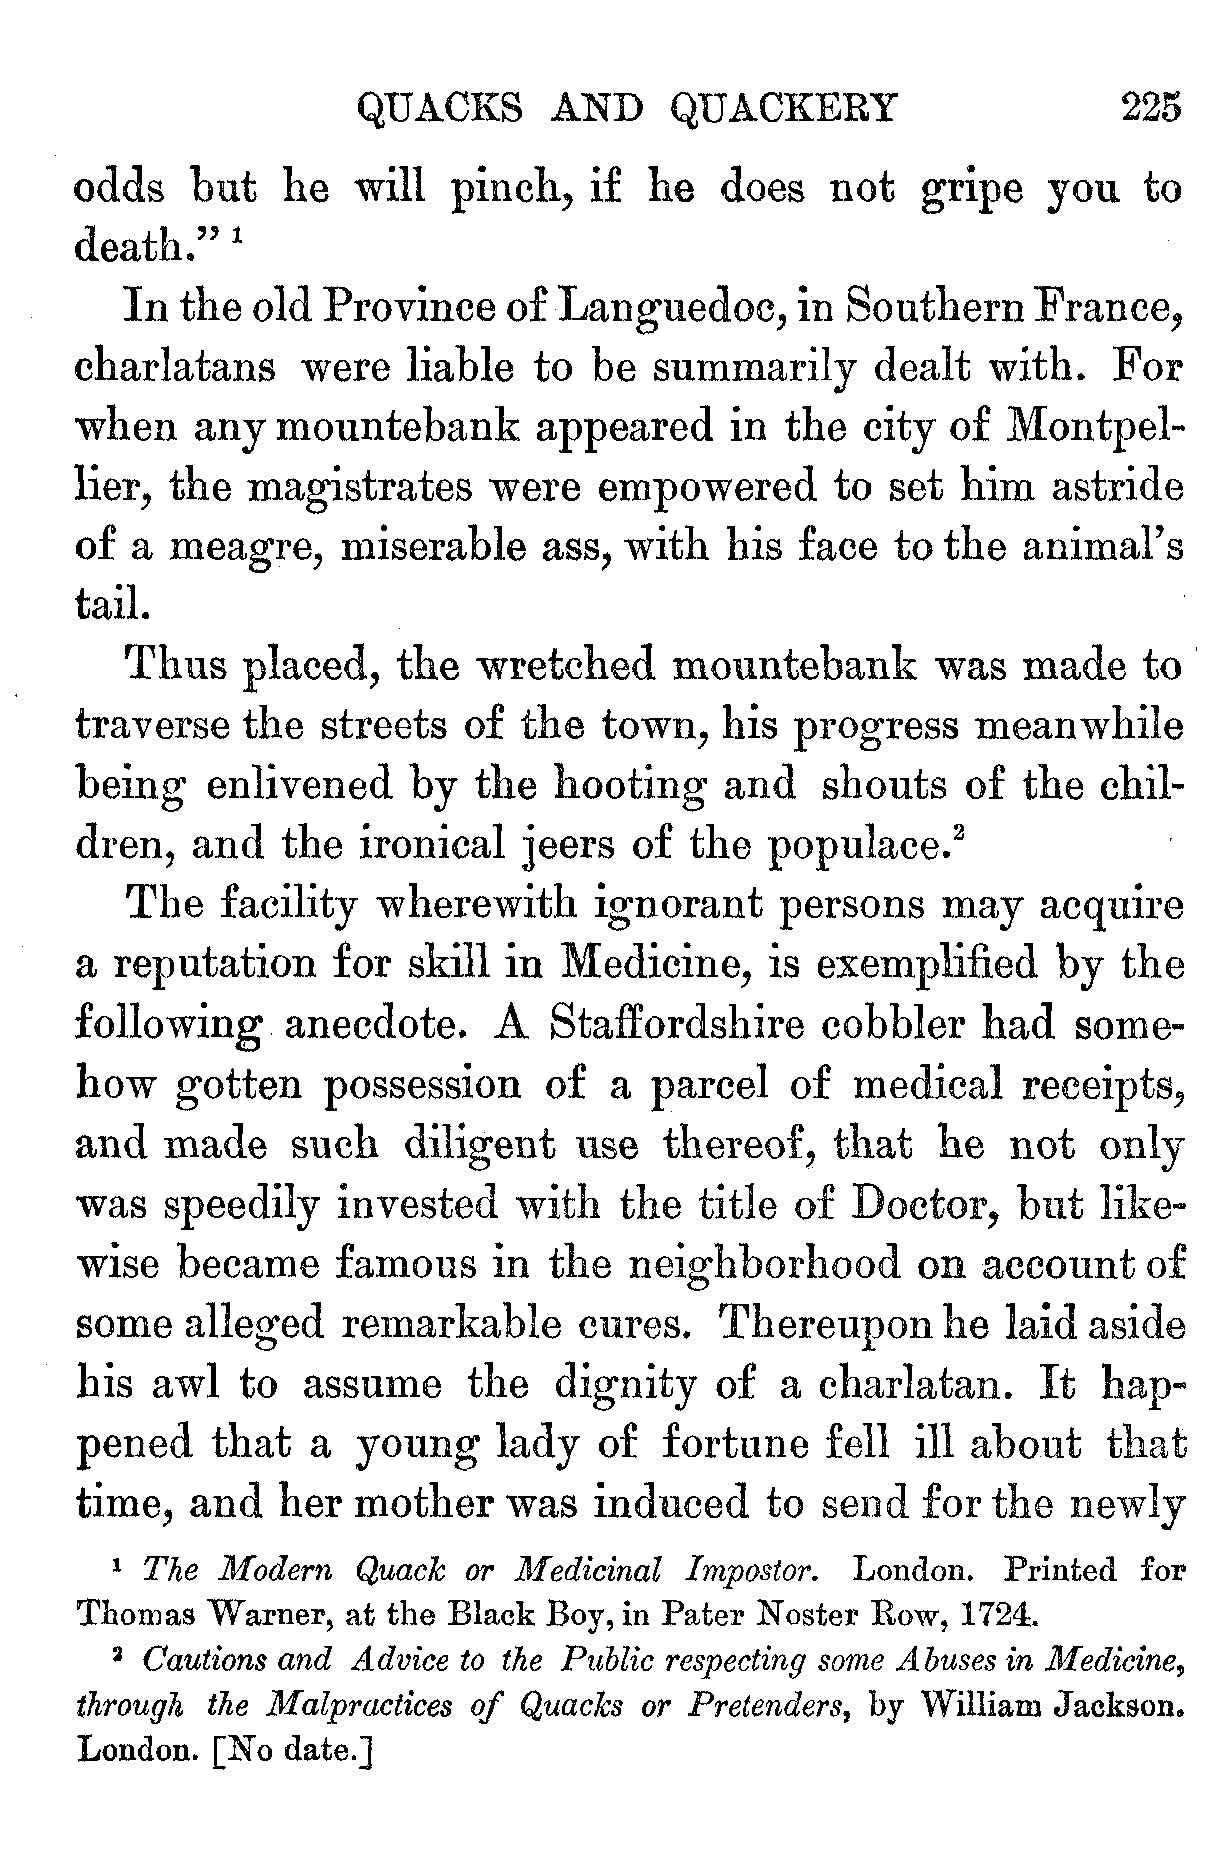 QUACKS AND QUACKERY 225
odds but he will pinch, if he does not gripe you to
death." ¹
In the old Province of Languedoc, in Southern France,
charlatans were liable to be summarily dealt with. For
when any mountebank appeared in the city of Montpel-
lier, the magistrates were empowered to set him astride
of a meagre, miserable ass, with his face to the animal's
tail.
Thus placed, the wretched mountebank was made to
traverse the streets of the town, his progress meanwhile
being enlivened by the hooting and shouts of the chil-
dren, and the ironical jeers of the populace.²
The facility wherewith ignorant persons may acquire
a reputation for skill in Medicine, is exemplified by the
following anecdote. A Staffordshire cobbler had some-
how gotten possession of a parcel of medical receipts,
and made such diligent use thereof, that he not only
was speedily invested with the title of Doctor, but like-
wise became famous in the neighborhood on account of
some alleged remarkable cures. Thereupon he laid aside
his awl to assume the dignity of a charlatan. It hap-
pened that a young lady of fortune fell ill about that
time, and her mother was induced to send for the newly
¹ The Modern Quack or Medicinal Impostor. London. Printed for
Thomas Warner, at the Black Boy, in Pater Noster Row, 1724.
² Cautions and Advice to the Public respecting some Abuses in Medicine,
through the Malpractices of Quacks or Pretenders, by William Jackson.
London. [No date.]